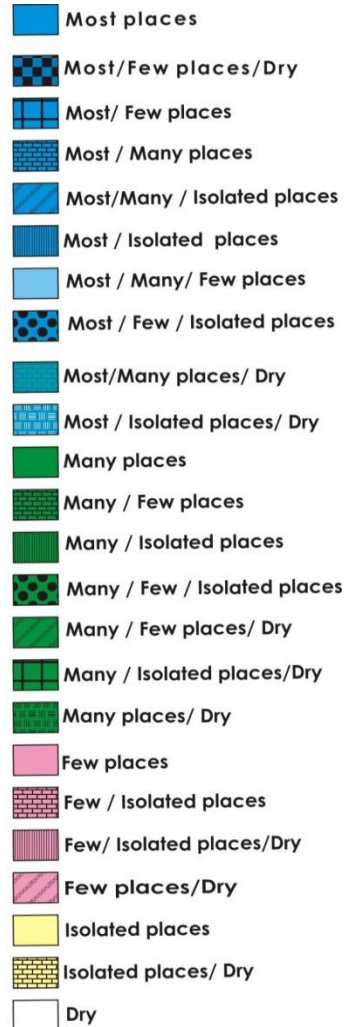 Most places
Most/Few places/Dry
Most/ Few places
Most / Many places
Most/Many / Isolated places
Most / Isolated places
Most / Many/ Few places
Most / Few / Isolated places
Most/Many places/ Dry
Most / Isolated places/ Dry
Many places
Many / Few places
Many / Isolated places
Many / Few / Isolated places
Many / Few places/ Dry
Many / Isolated places/Dry
Many places/ Dry
Few places
Few / Isolated places
Few/ Isolated places/Dry
Few places/Dry
Isolated places
Isolated places/ Dry
Dry